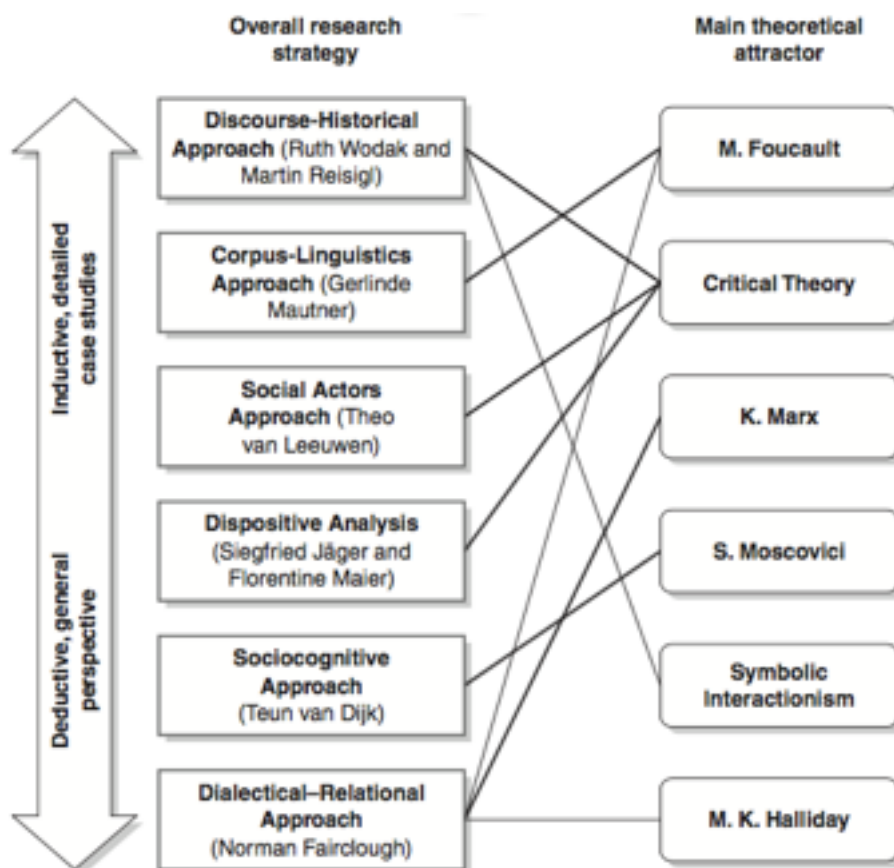 Overall research
strategy
Main theoretical
attractor
Inductive, detailed
case studies
Deductive, general
perspective
Discourse-Historical
Approach (Ruth Wodak and
Martin Reisigl)
Corpus-Linguistics
Approach (Gerlinde
Mautner)
Social Actors
Approach (Theo
van Leeuwen)
Dispositive Analysis
(Siegfried Jäger and
Florentine Maier)
Sociocognitive
Approach
(Teun van Dijk)
Dialectical–Relational
Approach
(Norman Fairclough)
M. Foucault
Critical Theory
K. Marx
S. Moscovici
Symbolic
Interactionism
M. K. Halliday